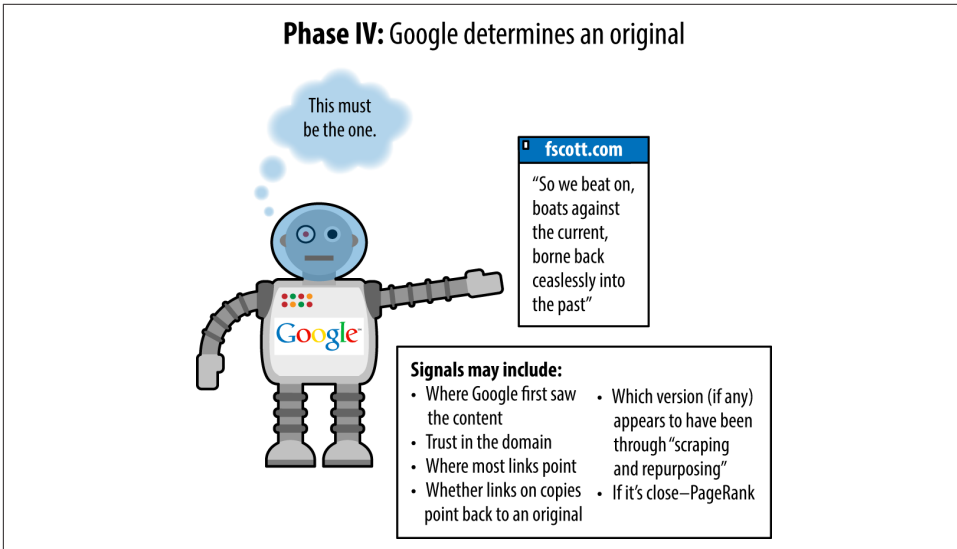 Phase IV: Google determines an original
This must
be the one.
fscott.com
“So we beat on,
boats against
the current,
borne back
ceaselessly into
the past”
Google™
Signals may include:
• Where Google first saw
the content
• Trust in the domain
• Where most links point
• Whether links on copies
point back to an original
• Which version (if any)
appears to have been
through “scraping
and repurposing”
• If it’s close–PageRank